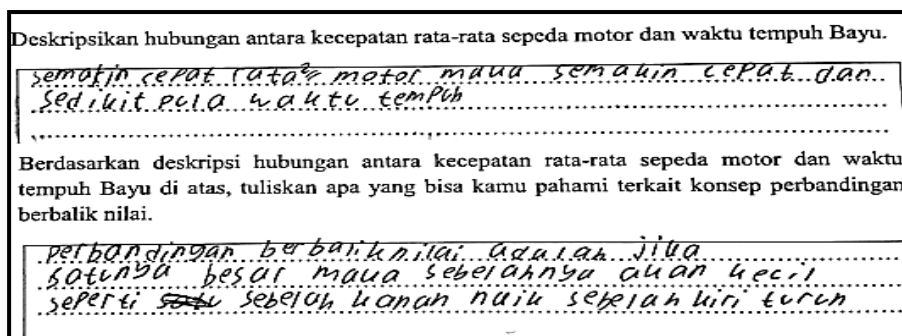 Deskripsikan hubungan antara kecepatan rata-rata sepeda motor dan waktu tempuh Bayu.
semakin cepat rata² motor maka semakin cepat dan
sedikit pula waktu tempuh
Berdasarkan deskripsi hubungan antara kecepatan rata-rata sepeda motor dan waktu
tempuh Bayu di atas, tuliskan apa yang bisa kamu pahami terkait konsep perbandingan
berbalik nilai.
perbandingan berbalik nilai adalah jika
satunya besar maka sebelahnya akan kecil
seperti satu sebelah kanan naik sebelah kiri turun